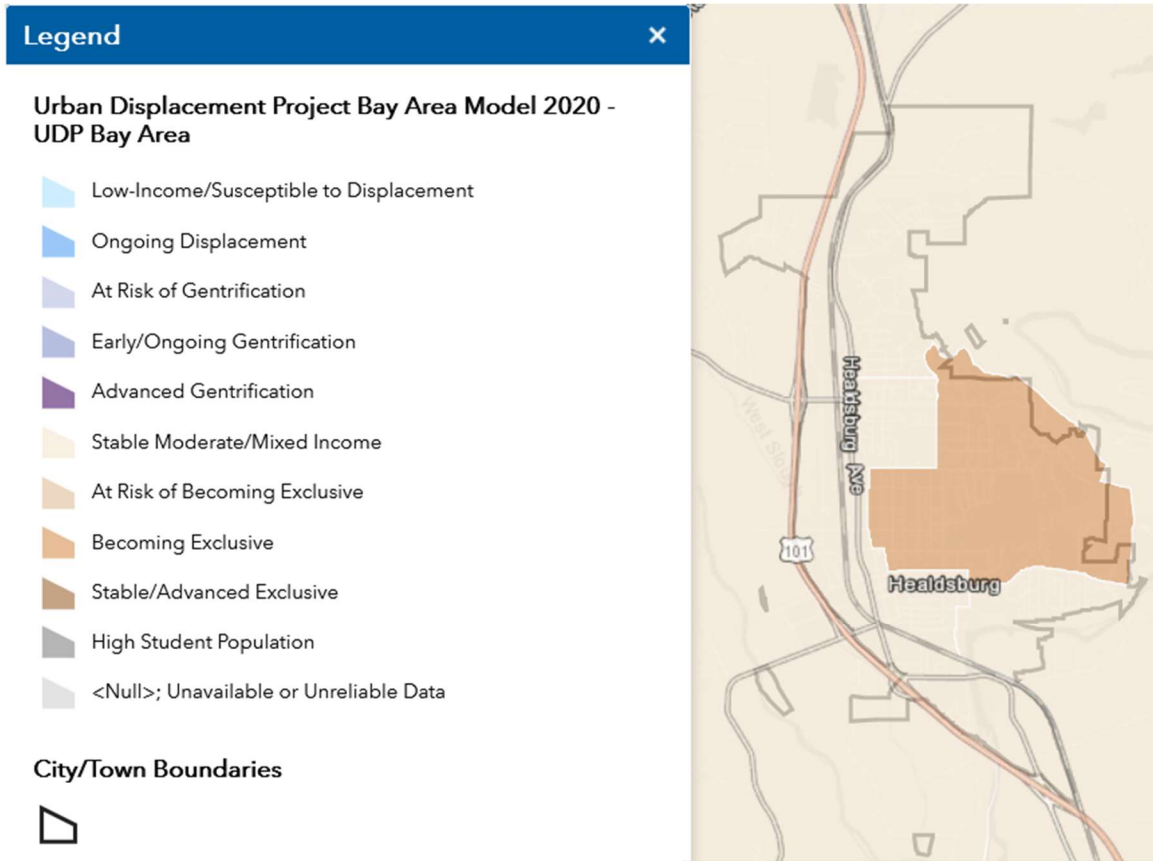 Legend
×
Urban Displacement Project Bay Area Model 2020 -
UDP Bay Area
Low-Income/Susceptible to Displacement
Ongoing Displacement
At Risk of Gentrification
Early/Ongoing Gentrification
Advanced Gentrification
Stable Moderate/Mixed Income
At Risk of Becoming Exclusive
Becoming Exclusive
Stable/Advanced Exclusive
High Student Population
<Null>; Unavailable or Unreliable Data
City/Town Boundaries
Healdsburg Ave
101
Healdsburg